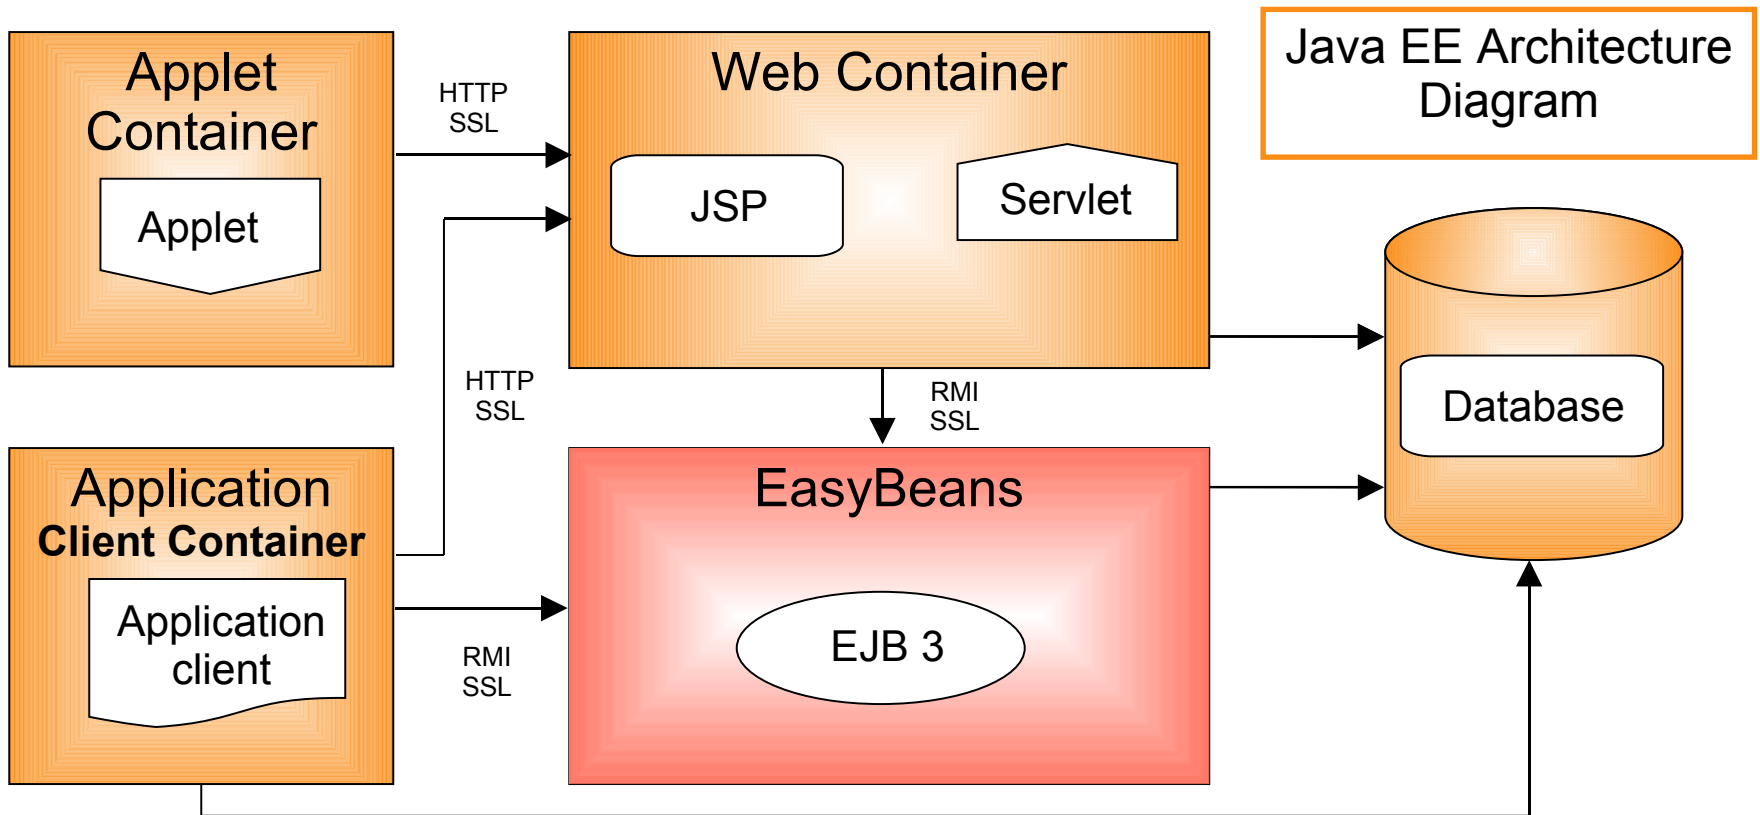 Applet
Container
Applet
HTTP
SSL
Web Container
JSP
Servlet
Java EE Architecture
Diagram
HTTP
SSL
RMI
SSL
Database
Application
Client Container
Application
client
RMI
SSL
EasyBeans
EJB 3